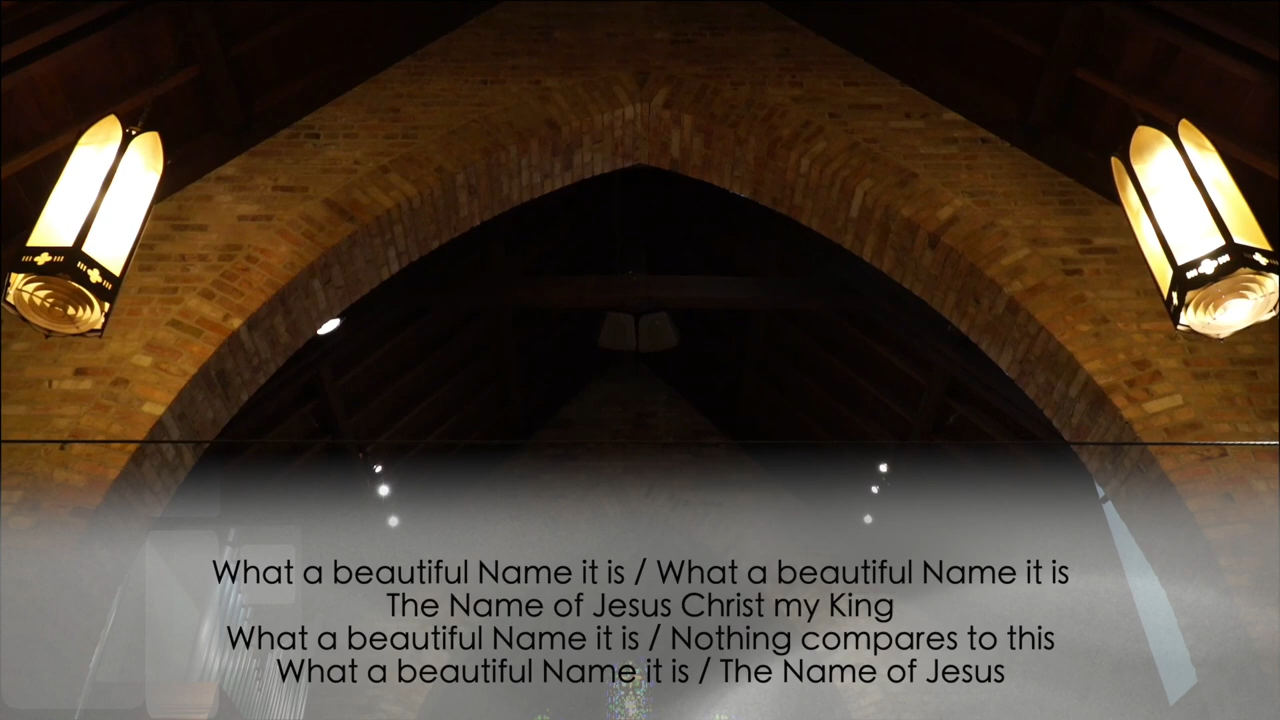 What a beautiful Name it is / What a beautiful Name it is
The Name of Jesus Christ my King
What a beautiful Name it is / Nothing compares to this
What a beautiful Name it is / The Name of Jesus